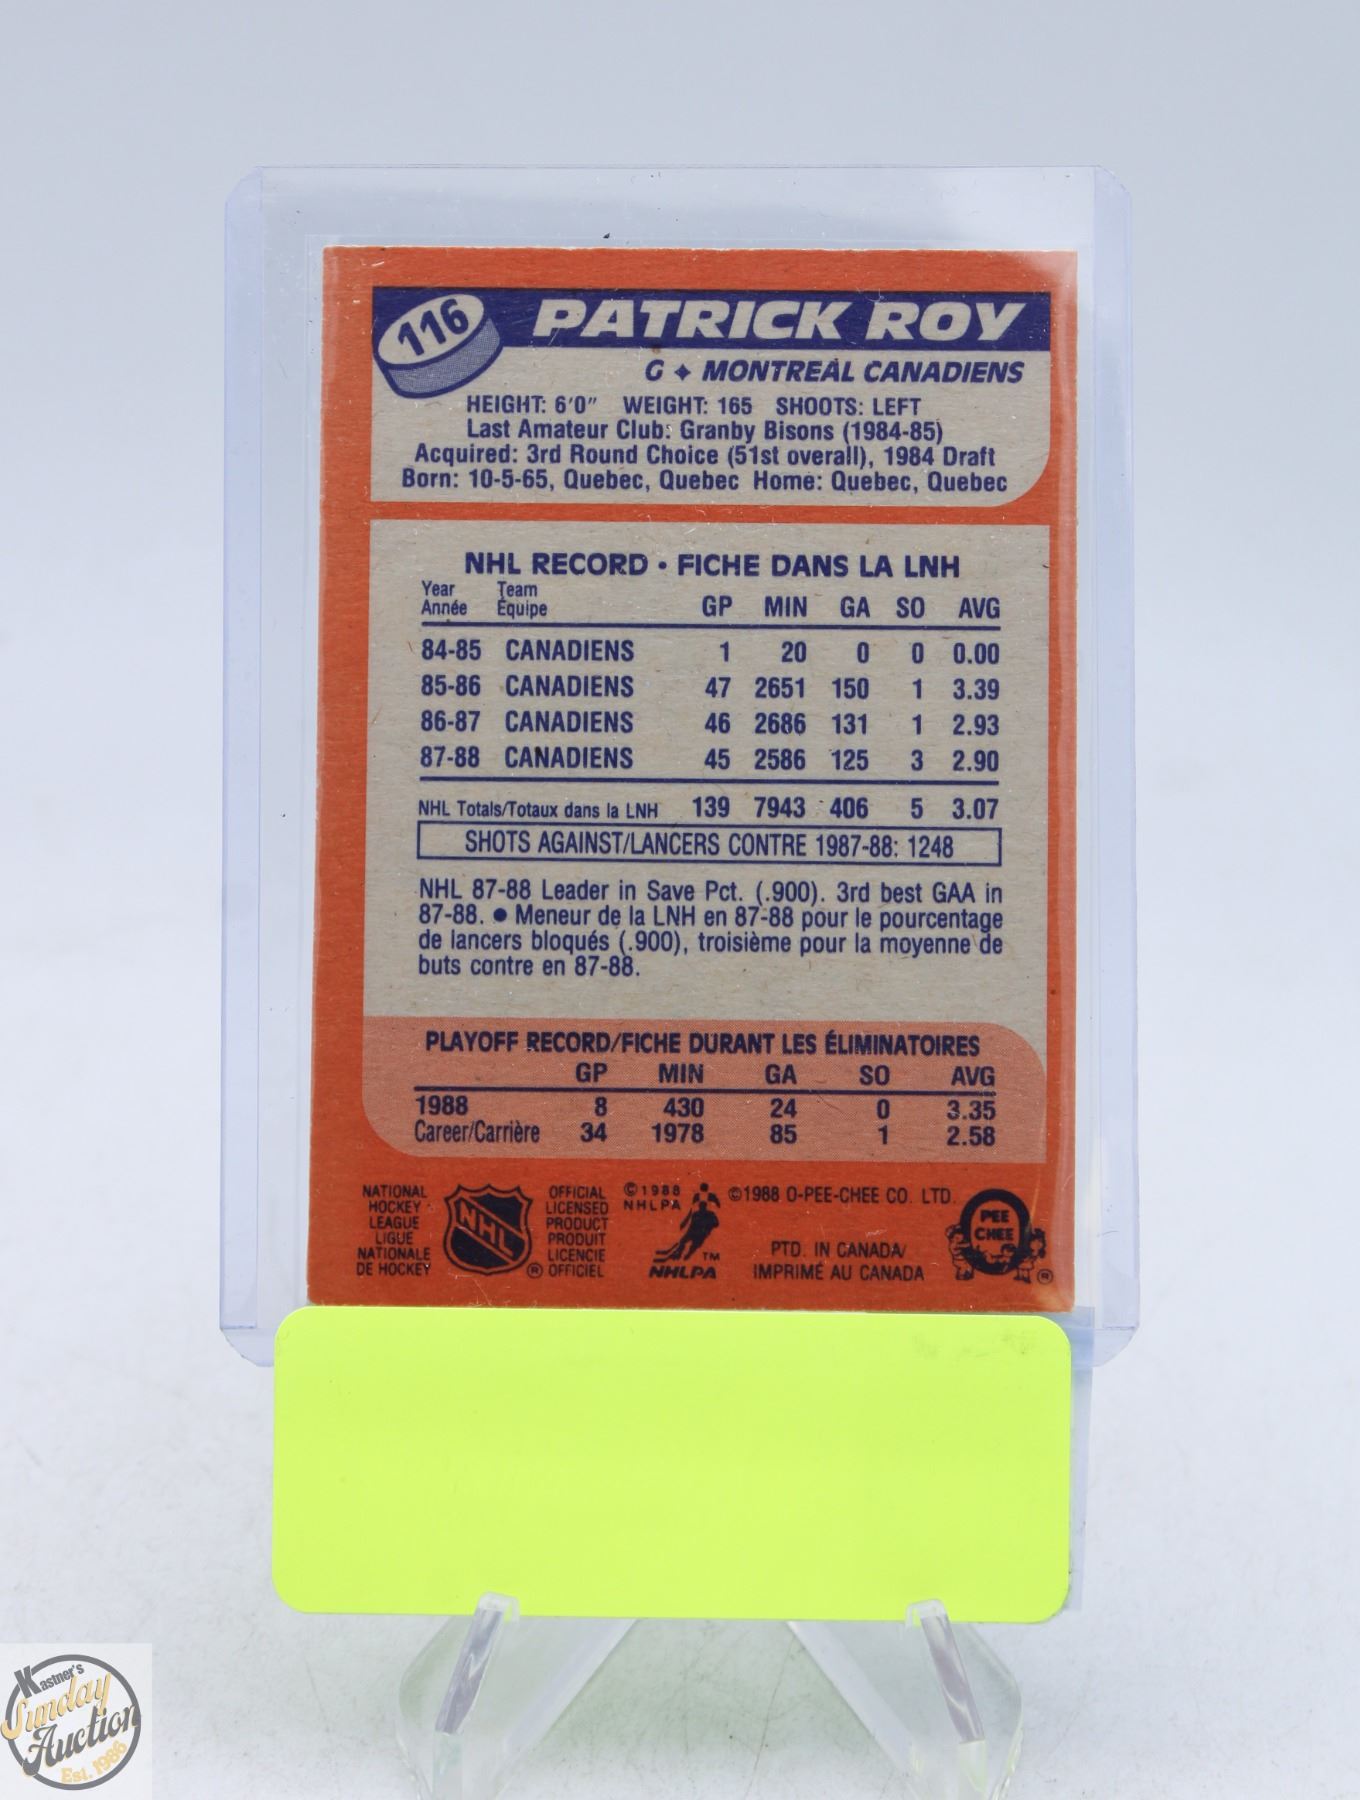 116
PATRICK ROY
G ✦ MONTREAL CANADIENS
HEIGHT: 6'0" WEIGHT: 165 SHOOTS: LEFT
Last Amateur Club: Granby Bisons (1984-85)
Acquired: 3rd Round Choice (51st overall), 1984 Draft
Born: 10-5-65, Quebec, Quebec Home: Quebec, Quebec
NHL RECORD • FICHE DANS LA LNH
Year Team
Année Équipe GP MIN GA SO AVG
84-85 CANADIENS 1 20 0 0 0.00
85-86 CANADIENS 47 2651 150 1 3.39
86-87 CANADIENS 46 2686 131 1 2.93
87-88 CANADIENS 45 2586 125 3 2.90
NHL Totals/Totaux dans la LNH 139 7943 406 5 3.07
SHOTS AGAINST/LANCERS CONTRE 1987-88: 1248
NHL 87-88 Leader in Save Pct. (.900). 3rd best GAA in
87-88. ● Meneur de la LNH en 87-88 pour le pourcentage
de lancers bloqués (.900), troisième pour la moyenne de
buts contre en 87-88.
PLAYOFF RECORD/FICHE DURANT LES ÉLIMINATOIRES
GP MIN GA SO AVG
1988 8 430 24 0 3.35
Career/Carrière 34 1978 85 1 2.58
NATIONAL
HOCKEY
LEAGUE
LIGUE
NATIONALE
DE HOCKEY
NHL
®
OFFICIAL
LICENSED
PRODUCT
PRODUIT
LICENCIE
OFFICIEL
©1988
NHLPA
™
NHLPA
©1988 O-PEE-CHEE CO. LTD.
PTD. IN CANADA/
IMPRIMÉ AU CANADA
O
PEE
CHEE
®
Kastner's
Sunday
Auction
Est. 1986